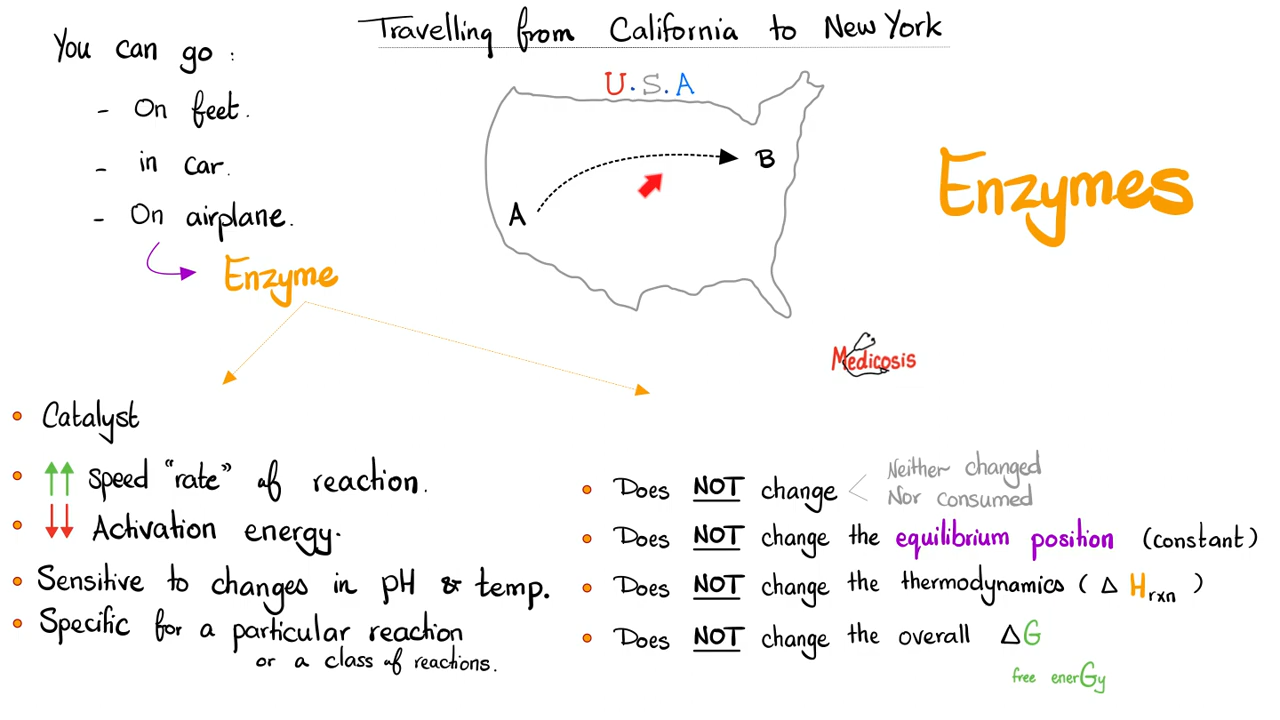 Travelling from California to New York
You can go :
- On feet.
- in car.
- On airplane.
Enzyme
U.S.A
A
B
Enzymes
Medicosis
• Catalyst
• ↑↑ Speed "rate" of reaction.
• ↓↓ Activation energy.
• Sensitive to changes in pH & temp.
• Specific for a particular reaction
or a class of reactions.
• Does NOT change
Neither changed
Nor consumed
• Does NOT change the equilibrium position (constant)
• Does NOT change the thermodynamics (Δ Hrxn)
• Does NOT change the overall ΔG
free enerGy